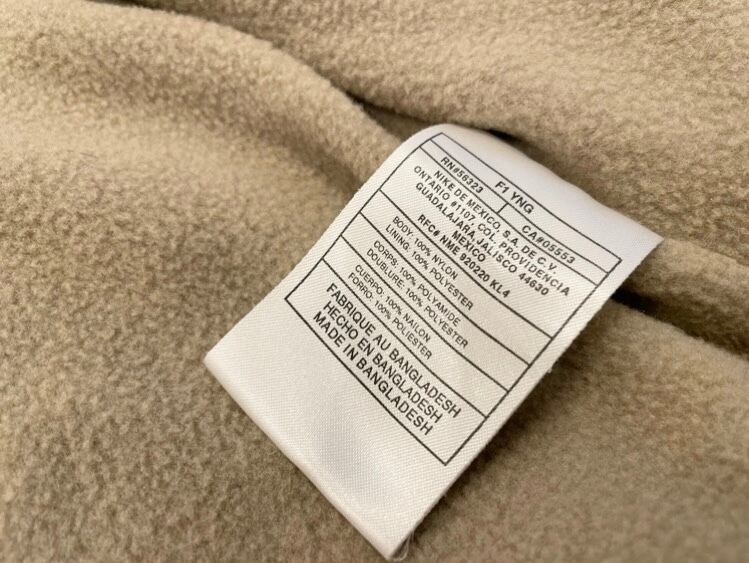 F1 YNG
RN#56323 CA#05553
NIKE DE MEXICO, S.A. DE C.V.
ONTARIO #1107, COL. PROVIDENCIA
GUADALAJARA, JALISCO 44630
MEXICO
RFC# NME 920220 KL4
BODY: 100% NYLON
LINING: 100% POLYESTER
CORPS: 100% POLYAMIDE
DOUBLURE: 100% POLYESTER
CUERPO: 100% NAILON
FORRO: 100% POLIESTER
FABRIQUE AU BANGLADESH
HECHO EN BANGLADESH
MADE IN BANGLADESH